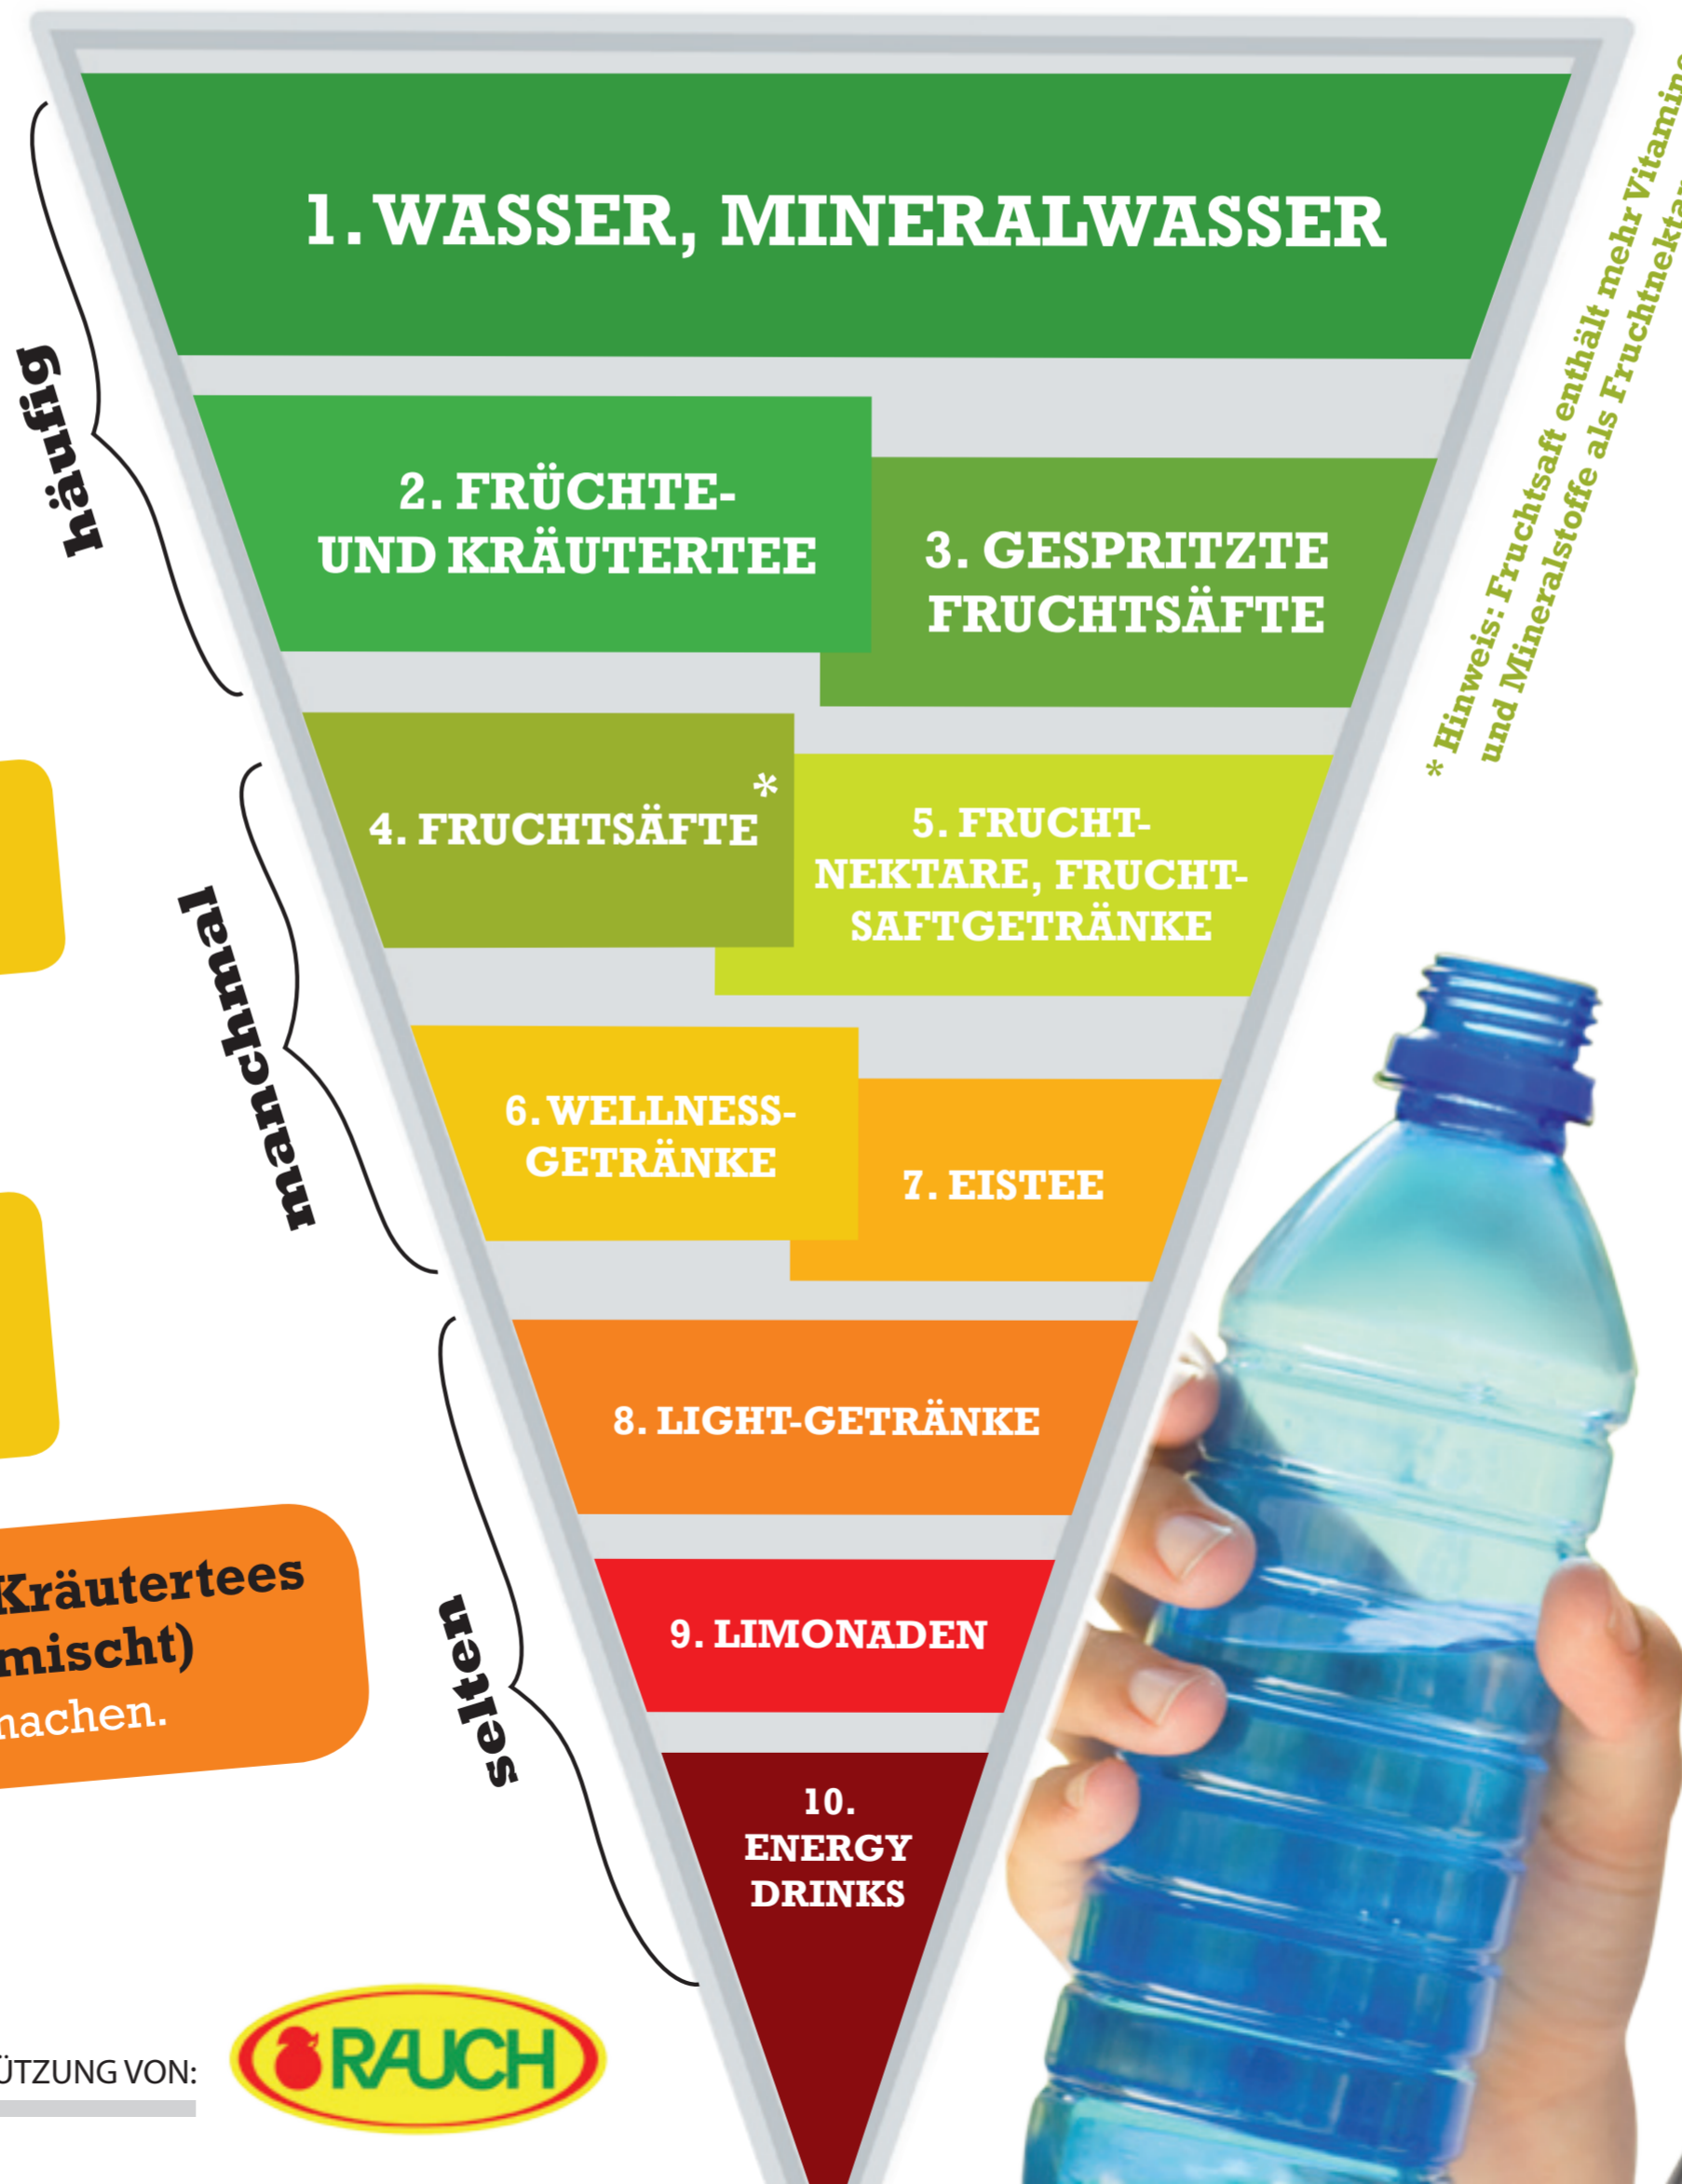 1. WASSER, MINERALWASSER
häufig
2. FRÜCHTE-
UND KRÄUTERTEE
3. GESPRITZTE
FRUCHTSÄFTE
* Hinweis: Fruchtsaft enthält mehr Vitamine
und Mineralstoffe als Fruchtnektar
manchmal
4. FRUCHTSÄFTE*
5. FRUCHT-
NEKTARE, FRUCHT-
SAFTGETRÄNKE
6. WELLNESS-
GETRÄNKE
7. EISTEE
selten
8. LIGHT-GETRÄNKE
9. LIMONADEN
10.
ENERGY
DRINKS
Kräutertees
mischt)
machen.
ÜTZUNG VON:
RAUCH